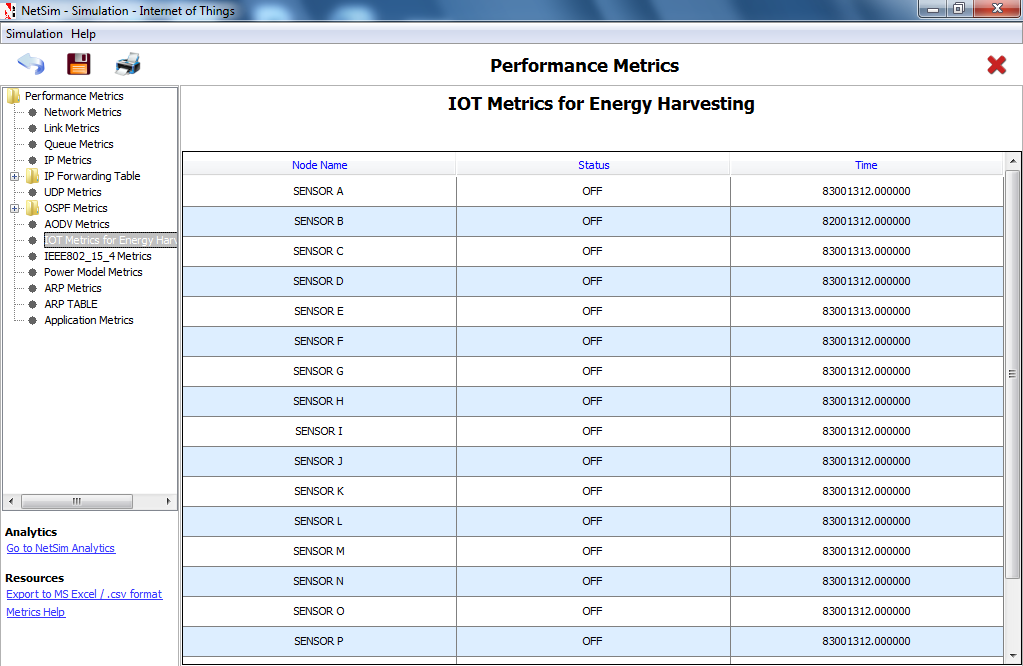 NetSim - Simulation - Internet of Things
Simulation Help
Performance Metrics
Performance Metrics
Network Metrics
Link Metrics
Queue Metrics
IP Metrics
IP Forwarding Table
UDP Metrics
OSPF Metrics
AODV Metrics
IOT Metrics for Energy Harv
IEEE802_15_4 Metrics
Power Model Metrics
ARP Metrics
ARP TABLE
Application Metrics
Analytics
Go to NetSim Analytics
Resources
Export to MS Excel / .csv format
Metrics Help
IOT Metrics for Energy Harvesting
Node Name Status Time
SENSOR A OFF 83001312.000000
SENSOR B OFF 82001312.000000
SENSOR C OFF 83001313.000000
SENSOR D OFF 83001312.000000
SENSOR E OFF 83001313.000000
SENSOR F OFF 83001312.000000
SENSOR G OFF 83001312.000000
SENSOR H OFF 83001312.000000
SENSOR I OFF 83001312.000000
SENSOR J OFF 83001312.000000
SENSOR K OFF 83001312.000000
SENSOR L OFF 83001312.000000
SENSOR M OFF 83001312.000000
SENSOR N OFF 83001312.000000
SENSOR O OFF 83001312.000000
SENSOR P OFF 83001312.000000